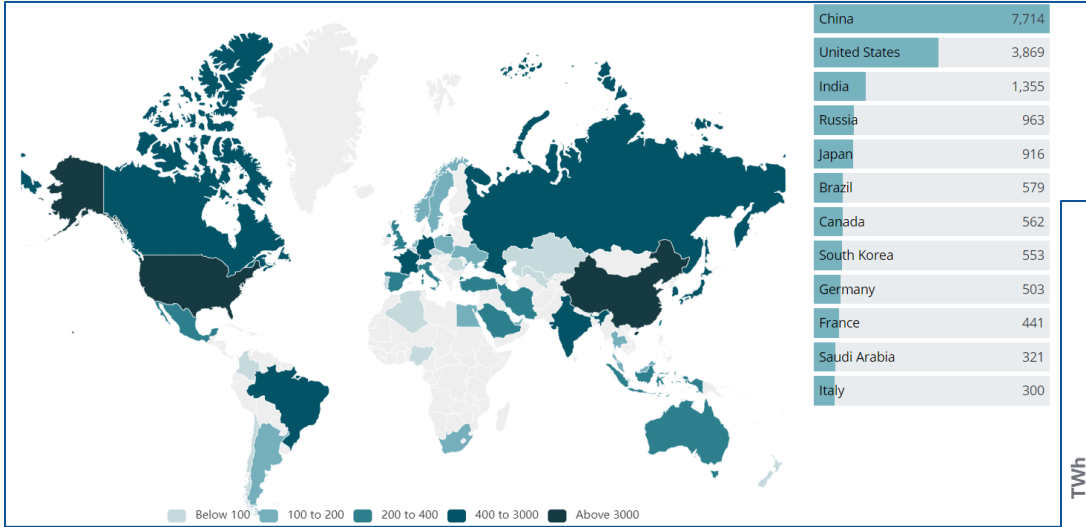 China 7,714
United States 3,869
India 1,355
Russia 963
Japan 916
Brazil 579
Canada 562
South Korea 553
Germany 503
France 441
Saudi Arabia 321
Italy 300
TWh
Below 100 100 to 200 200 to 400 400 to 3000 Above 3000